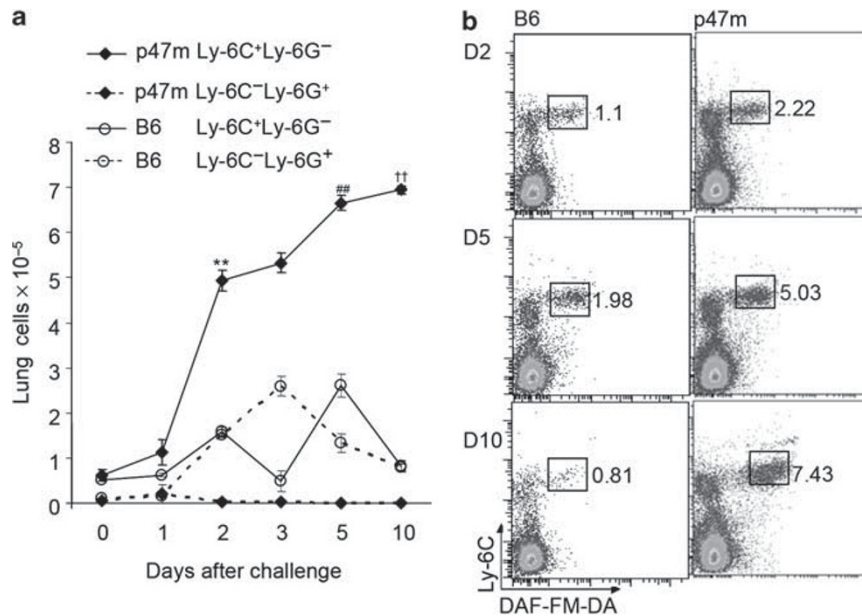 a
p47m Ly-6C⁺Ly-6G⁻
p47m Ly-6C⁻Ly-6G⁺
B6 Ly-6C⁺Ly-6G⁻
B6 Ly-6C⁻Ly-6G⁺
Lung cells × 10⁻⁵
8
7
6
5
4
3
2
1
0
**
##
††
0 1 2 3 5 10
Days after challenge
b
B6 p47m
D2
1.1 2.22
D5
1.98 5.03
D10
0.81 7.43
Ly-6C
DAF-FM-DA